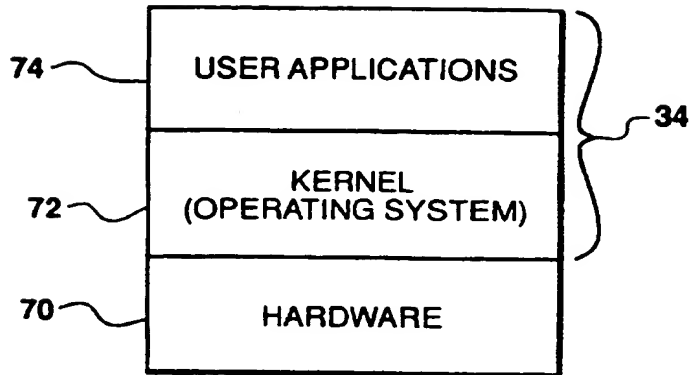 74
USER APPLICATIONS
34
72
KERNEL
(OPERATING SYSTEM)
70
HARDWARE